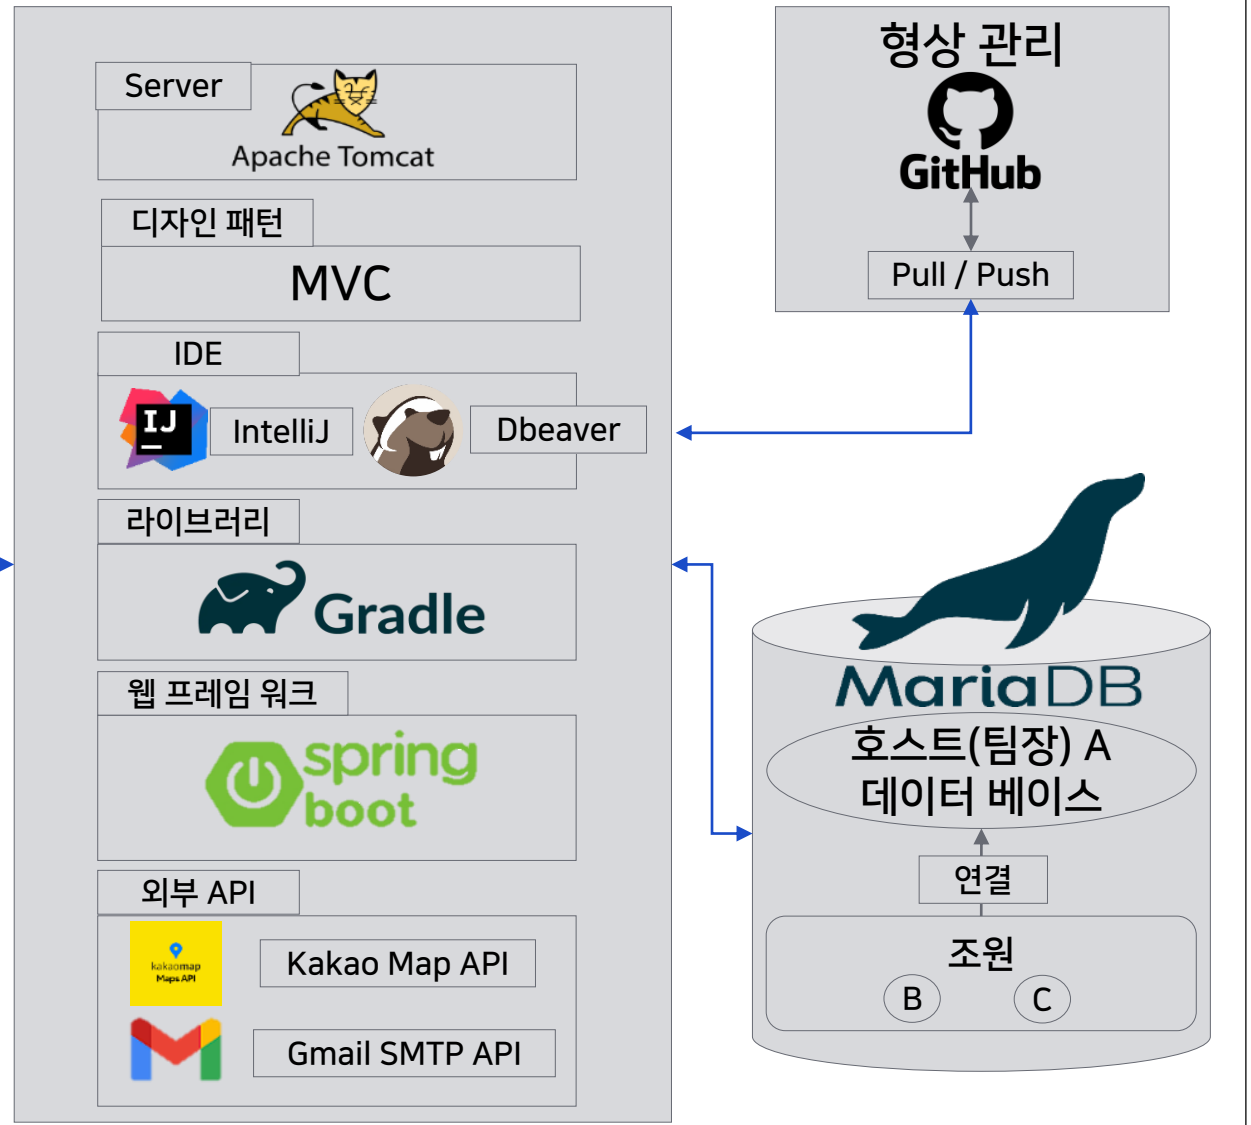 Server
Apache Tomcat
디자인 패턴
MVC
IDE
IJ
IntelliJ
Dbeaver
라이브러리
Gradle
웹 프레임 워크
spring
boot
외부 API
kakaomap
Maps API
Kakao Map API
Gmail SMTP API
형상 관리
GitHub
Pull / Push
MariaDB
호스트(팀장) A
데이터 베이스
연결
조원
B
C